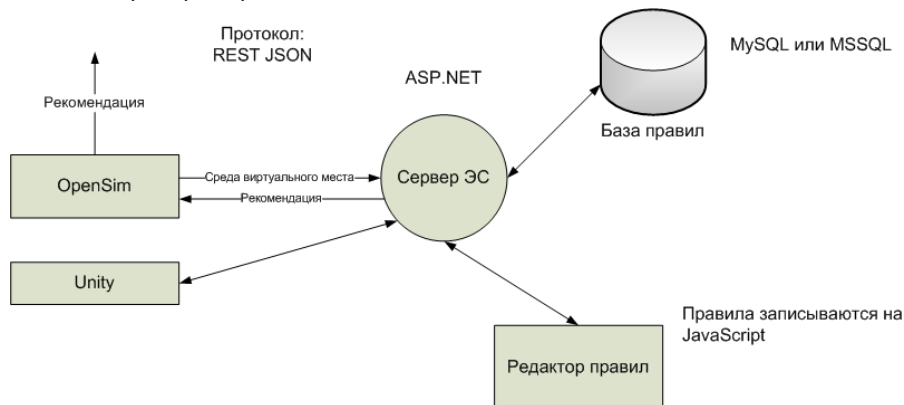 Протокол:
REST JSON
MySQL или MSSQL
ASP.NET
Рекомендация
База правил
OpenSim
Среда виртуального места
Рекомендация
Сервер ЭС
Unity
Правила записываются на
JavaScript
Редактор правил